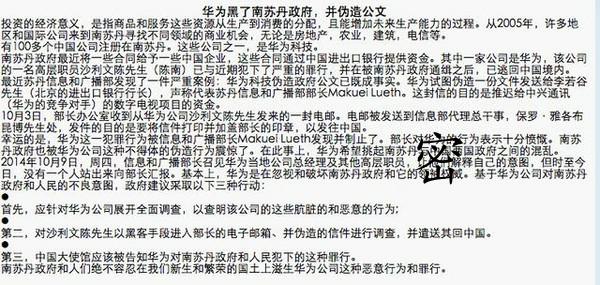 华为黑了南苏丹政府，并伪造公文
投资的经济意义，是指商品和服务这些资源从生产到消费的分配，且能增加未来生产能力的过程。从2005年，许多地
区和国际公司来到南苏丹寻找不同领域的商业机会，无论是房地产，农业，建筑，电信等。
有100多个中国公司注册在南苏丹。这些公司之一，是华为科技。
南苏丹政府最近将一些合同给予一些中国企业，这些合同通过中国进出口银行提供资金。其中一家公司是华为，该公司
的一名高层职员沙利文陈先生（陈南）已与近期犯下了严重的罪行，并在被南苏丹政府通缉之后，已逃回中国境内。
最近苏丹信息和广播部发现了一件严重案例：华为科技伪造政府公文已既成事实。华为试图伪造一份文件发送给李若谷
先生（北京的进出口银行行长），声称代表苏丹信息和广播部部长Makuei Lueth。这封信的目的是推迟给中兴通讯
（华为的竞争对手）的数字电视项目的资金。
10月3日，部长办公室收到从华为公司沙利文陈先生发来的一封电邮。电邮被发送到信息部代理总干事，保罗·雅各布
昆博先生处，发件的目的是要将信件打印并加盖部长的印章，以发往中国。
幸运的是，华为这一犯罪行为被信息和广播部长Makuei Lueth发现并制止了。部长对华为的行为表示十分愤慨。南苏
丹政府也被华为公司这种不得体的伪造行为震惊了。在此事上，华为希望挑起南苏丹 国政府之间的混乱。
2014年10月9日，周四，信息和广播部长召见华为当地公司总经理及其他高层职员， 解释自己的意图，但时至今
日，没有一个人站出来向部长汇报。基本上，华为是在忽视和破坏南苏丹政府和它的 权威。基于华为公司对南苏丹
政府和人民的不良意图，政府建议采取以下三种行动：
●
首先，应针对华为公司展开全面调查，以查明该公司的这些肮脏的和恶意的行为；
●
第二，对沙利文陈先生以黑客手段进入部长的电子邮箱、并伪造的信件进行调查，并遣送其回中国。
●
第三，中国大使馆应该被告知华为对南苏丹政府和人民犯下的这种罪行。
南苏丹政府和人们绝不容忍在我们新生和繁荣的国土上滋生华为公司这种恶意行为和罪行。
密